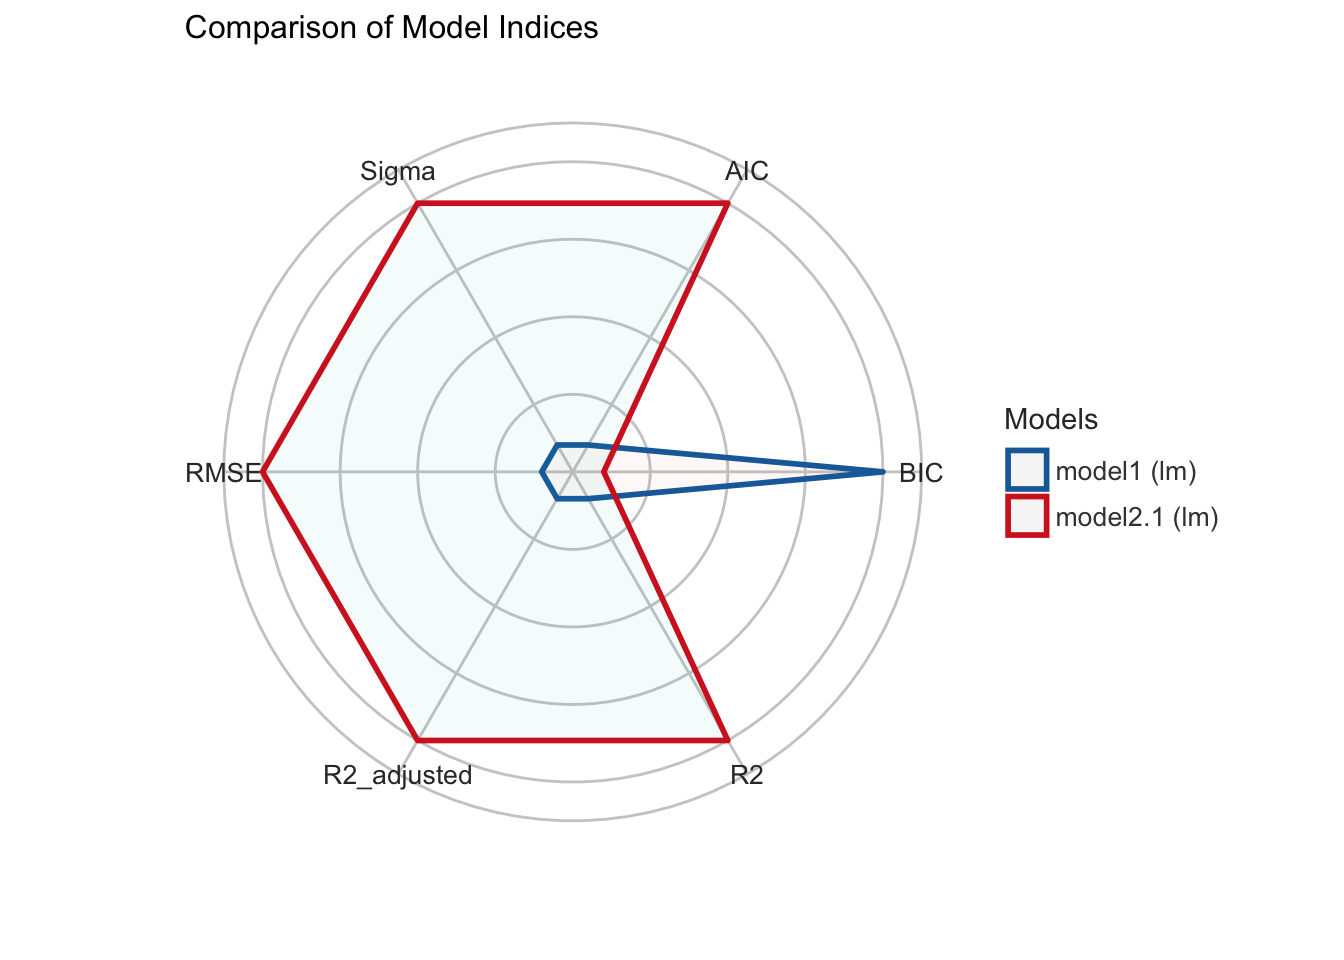 Comparison of Model Indices
Sigma
AIC
RMSE
BIC
R2_adjusted
R2
Models
model1 (lm)
model2.1 (lm)